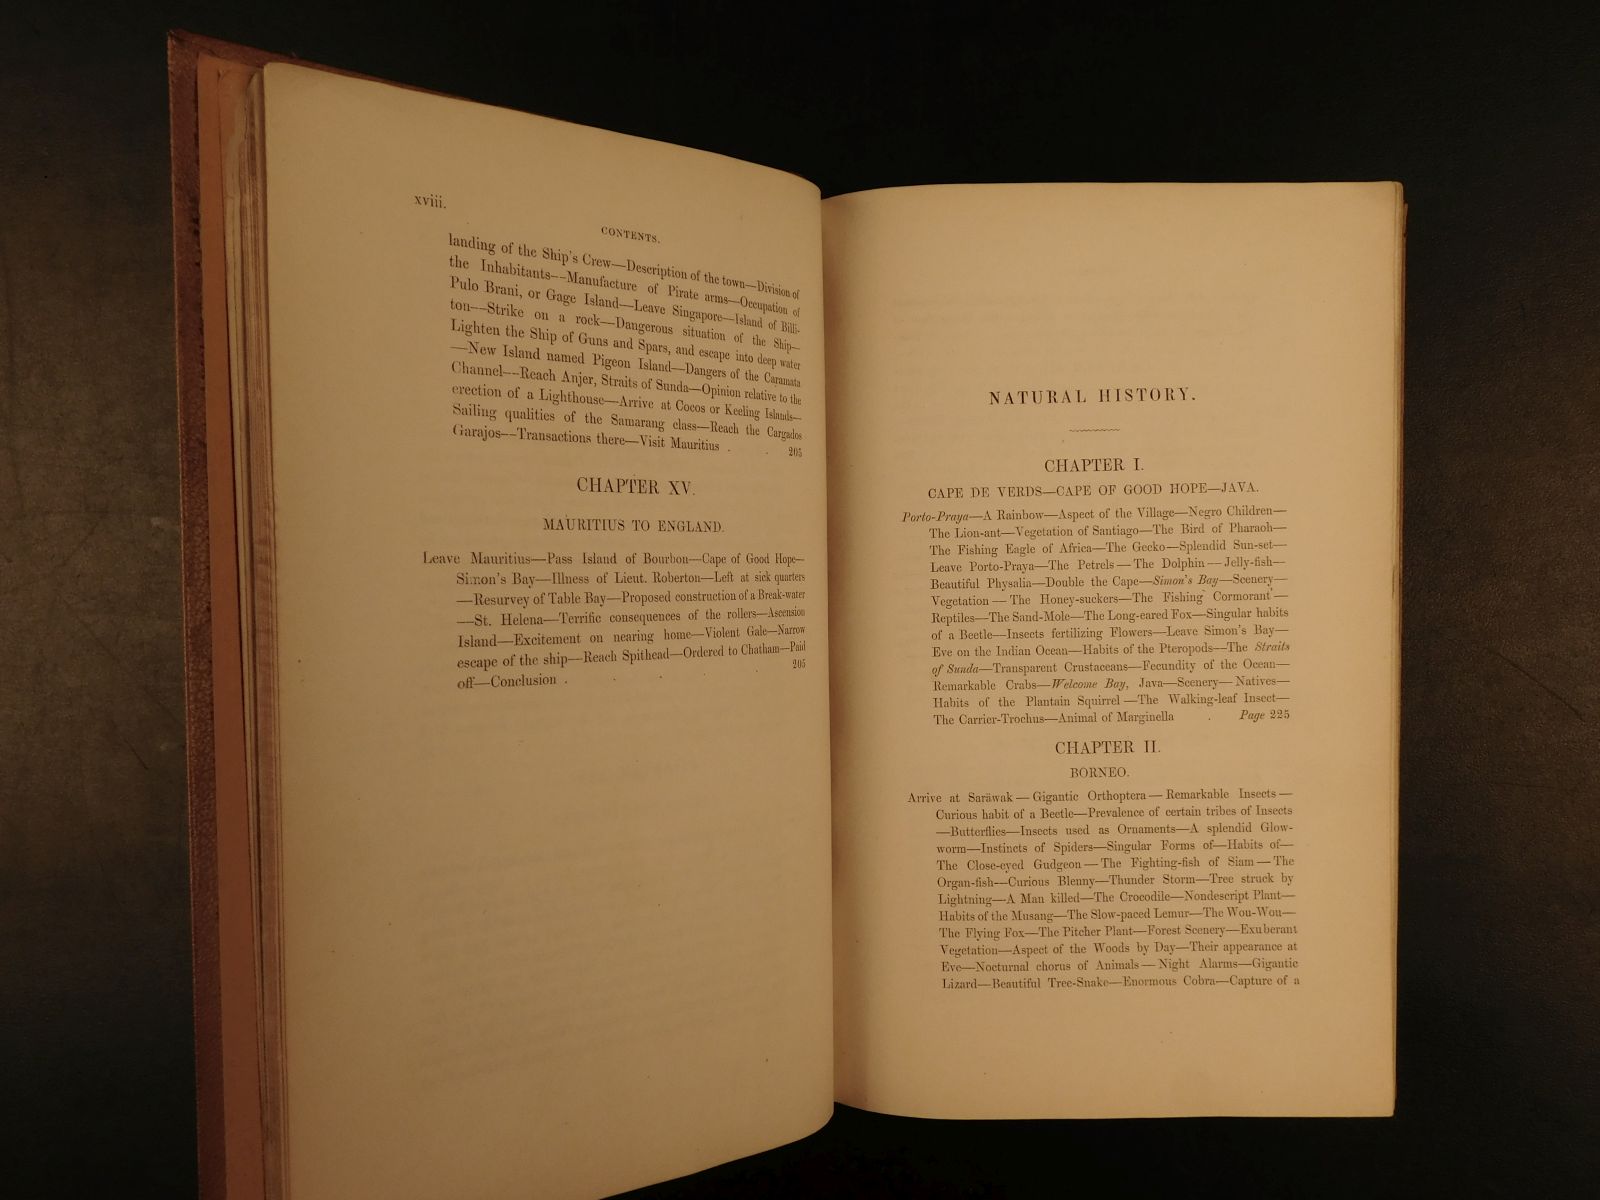 xviii.
CONTENTS.
landing of the Ship's Crew—Description of the town—Division of
the Inhabitants—Manufacture of Pirate arms—Occupation of
Pulo Brani, or Gage Island—Leave Singapore—Island of Billi-
ton—Strike on a rock—Dangerous situation of the Ship—
Lighten the Ship of Guns and Spars, and escape into deep water
—New Island named Pigeon Island—Dangers of the Caramata
Channel—Reach Anjer, Straits of Sunda—Opinion relative to the
erection of a Lighthouse—Arrive at Cocos or Keeling Islands—
Sailing qualities of the Samarang class—Reach the Cargados
Garajos—Transactions there—Visit Mauritius . . 205
CHAPTER XV.
MAURITIUS TO ENGLAND.
Leave Mauritius—Pass Island of Bourbon—Cape of Good Hope—
Simon's Bay—Illness of Lieut. Roberton—Left at sick quarters
—Resurvey of Table Bay—Proposed construction of a Break-water
—St. Helena—Terrific consequences of the rollers—Ascension
Island—Excitement on nearing home—Violent Gale—Narrow
escape of the ship—Reach Spithead—Ordered to Chatham—Paid
off—Conclusion . . . . . 205
NATURAL HISTORY.
CHAPTER I.
CAPE DE VERDS—CAPE OF GOOD HOPE—JAVA.
Porto-Praya—A Rainbow—Aspect of the Village—Negro Children—
The Lion-ant—Vegetation of Santiago—The Bird of Pharaoh—
The Fishing Eagle of Africa—The Gecko—Splendid Sun-set—
Leave Porto-Praya—The Petrels—The Dolphin—Jelly-fish—
Beautiful Physalia—Double the Cape—Simon's Bay—Scenery—
Vegetation—The Honey-suckers—The Fishing Cormorant—
Reptiles—The Sand-Mole—The Long-eared Fox—Singular habits
of a Beetle—Insects fertilizing Flowers—Leave Simon's Bay—
Eve on the Indian Ocean—Habits of the Pteropods—The Straits
of Sunda—Transparent Crustaceans—Fecundity of the Ocean—
Remarkable Crabs—Welcome Bay, Java—Scenery—Natives—
Habits of the Plantain Squirrel—The Walking-leaf Insect—
The Carrier-Trochus—Animal of Marginella . Page 225
CHAPTER II.
BORNEO.
Arrive at Saräwak—Gigantic Orthoptera—Remarkable Insects—
Curious habit of a Beetle—Prevalence of certain tribes of Insects
—Butterflies—Insects used as Ornaments—A splendid Glow-
worm—Instincts of Spiders—Singular Forms of—Habits of—
The Close-eyed Gudgeon—The Fighting-fish of Siam—The
Organ-fish—Curious Blenny—Thunder Storm—Tree struck by
Lightning—A Man killed—The Crocodile—Nondescript Plant—
Habits of the Musang—The Slow-paced Lemur—The Wou-Wou—
The Flying Fox—The Pitcher Plant—Forest Scenery—Exuberant
Vegetation—Aspect of the Woods by Day—Their appearance at
Eve—Nocturnal chorus of Animals—Night Alarms—Gigantic
Lizard—Beautiful Tree-Snake—Enormous Cobra—Capture of a